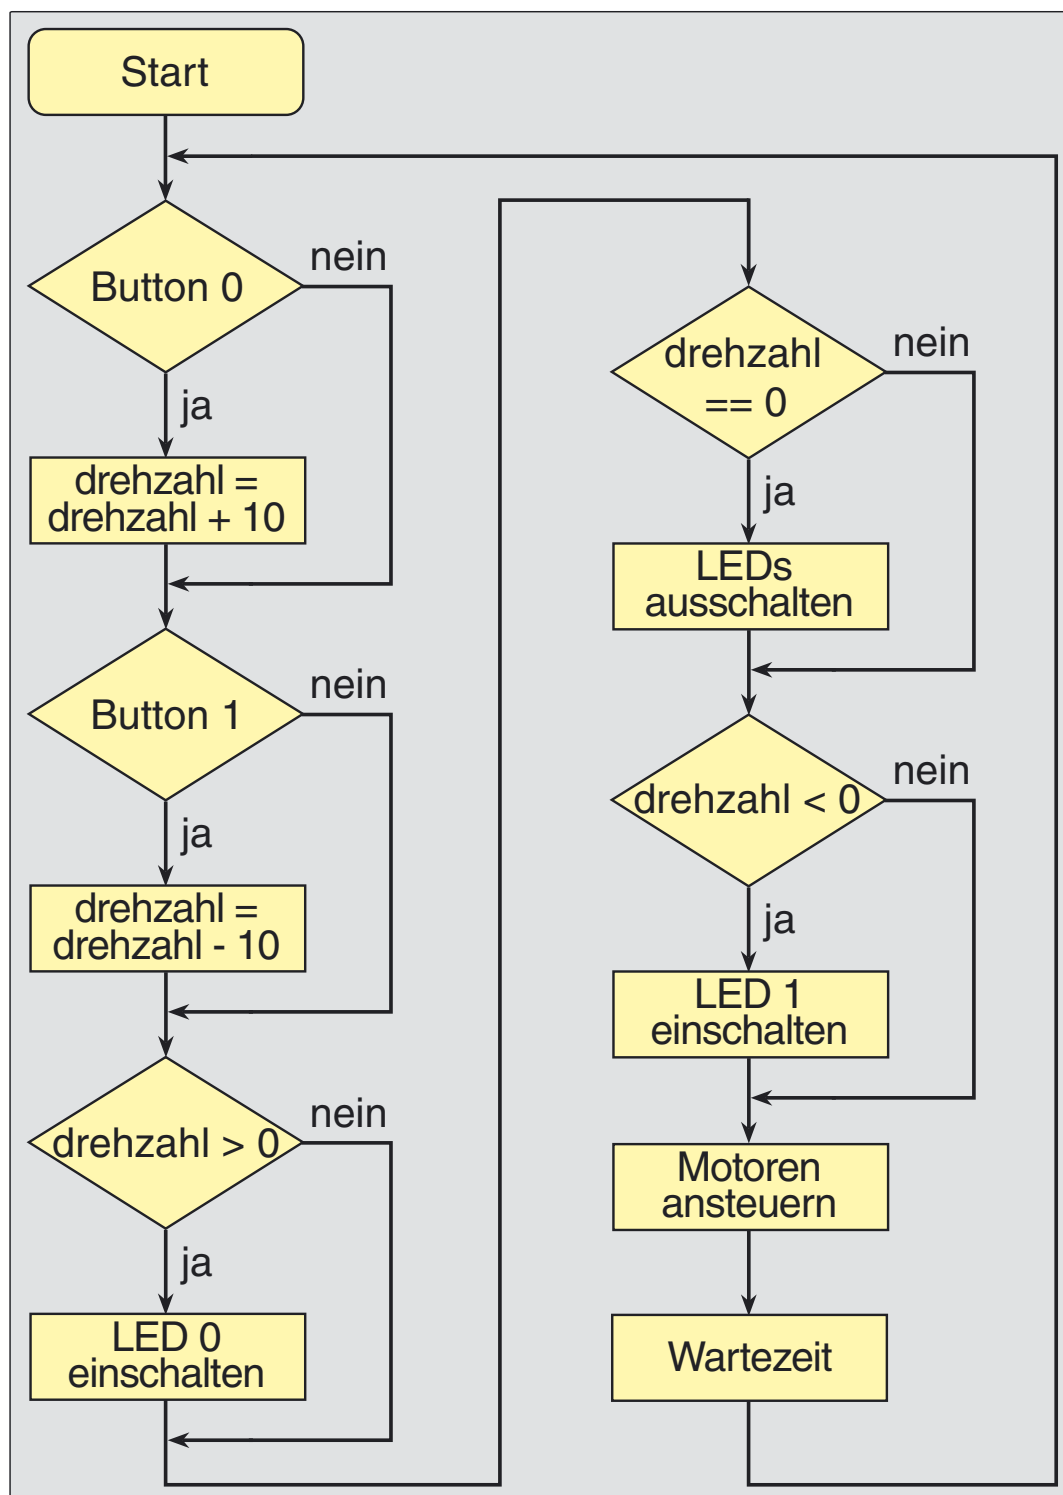 Start
Button 0
nein
ja
drehzahl =
drehzahl + 10
Button 1
nein
ja
drehzahl =
drehzahl - 10
drehzahl > 0
nein
ja
LED 0
einschalten
drehzahl
== 0
nein
ja
LEDs
ausschalten
drehzahl < 0
nein
ja
LED 1
einschalten
Motoren
ansteuern
Wartezeit